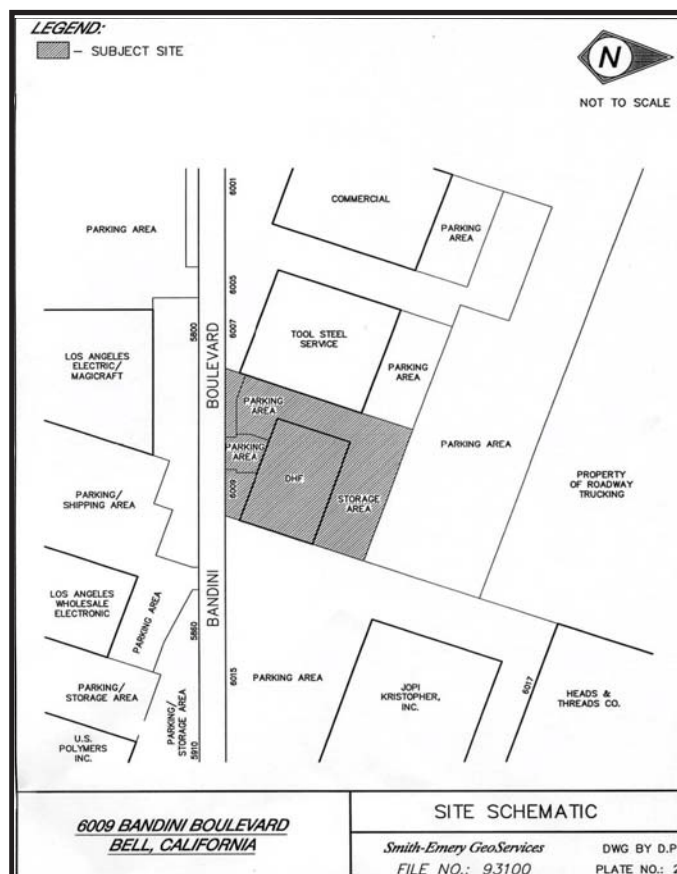 LEGEND:
— SUBJECT SITE
N
NOT TO SCALE
6001
COMMERCIAL
PARKING
AREA
PARKING AREA
6005
5800
BOULEVARD
6007
TOOL STEEL
SERVICE
PARKING
AREA
LOS ANGELES
ELECTRIC/
MAGICRAFT
PARKING
AREA
PARKING
AREA
PARKING AREA
6009
DHF
STORAGE
AREA
PROPERTY
OF ROADWAY
TRUCKING
PARKING/
SHIPPING AREA
LOS ANGELES
WHOLESALE
ELECTRONIC
PARKING AREA
5860
BANDINI
6015
PARKING AREA
JOPI
KRISTOPHER,
INC.
6017
HEADS &
THREADS CO.
PARKING/
STORAGE AREA
PARKING/
STORAGE AREA
5910
U.S.
POLYMERS
INC.
6009 BANDINI BOULEVARD
BELL, CALIFORNIA
SITE SCHEMATIC
Smith-Emery GeoServices
DWG BY D.P
FILE NO.: 93100
PLATE NO.: 2